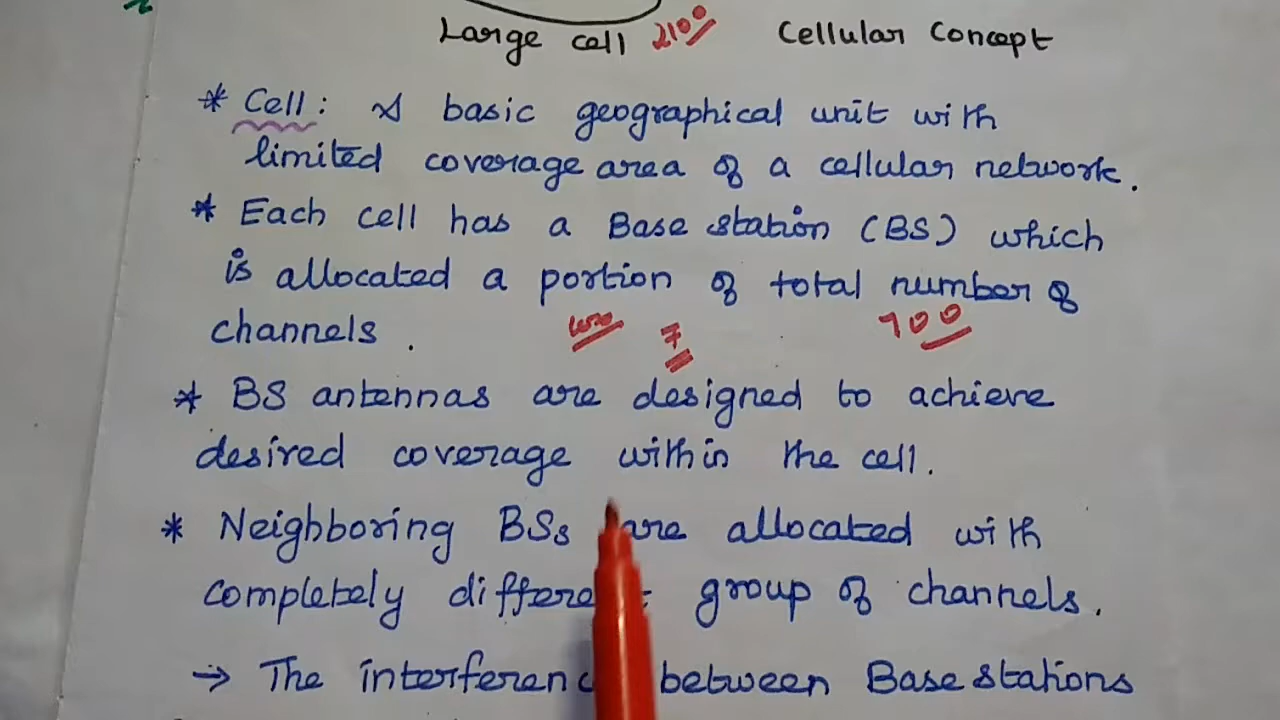 Large cell 2100 Cellular Concept
* Cell: A basic geographical unit with
limited coverage area of a cellular network.
* Each cell has a Base station (BS) which
is allocated a portion of total number of
channels. 7 700
* BS antennas are designed to achieve
desired coverage within the cell.
* Neighboring BSs are allocated with
completely differe group of channels.
→ The interferenc between Base stations